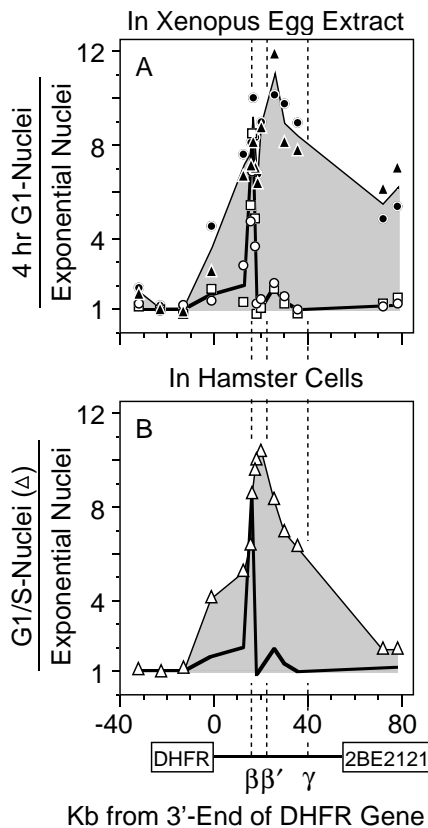 In Xenopus Egg Extract
12
A
8
4
1
4 hr G1-Nuclei
Exponential Nuclei
In Hamster Cells
12
B
8
4
1
G1/S-Nuclei (△)
Exponential Nuclei
-40 0 40 80
DHFR 2BE2121
β β′ γ
Kb from 3'-End of DHFR Gene